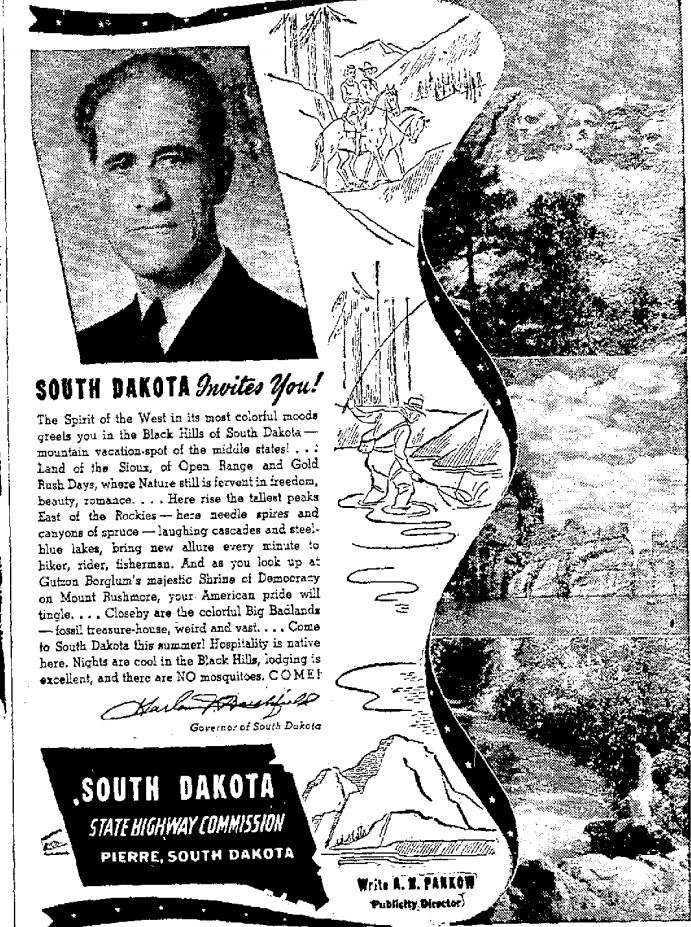 SOUTH DAKOTA Invites You!
The Spirit of the West in its most colorful moods
greets you in the Black Hills of South Dakota —
mountain vacation-spot of the middle states! . . .
Land of the Sioux, of Open Range and Gold
Rush Days, where Nature still is fervent in freedom,
beauty, romance. . . . Here rise the tallest peaks
East of the Rockies — here needle spires and
canyons of spruce — laughing cascades and steel-
blue lakes, bring new allure every minute to
hiker, rider, fisherman. And as you look up at
Gutzon Borglum's majestic Shrine of Democracy
on Mount Rushmore, your American pride will
tingle. . . . Closeby are the colorful Big Badlands
— fossil treasure-house, weird and vast. . . . Come
to South Dakota this summer! Hospitality is native
here. Nights are cool in the Black Hills, lodging is
excellent, and there are NO mosquitoes. COME!
Harlan J. Bushfield
Governor of South Dakota
SOUTH DAKOTA
STATE HIGHWAY COMMISSION
PIERRE, SOUTH DAKOTA
Write A. H. PANKOW
Publicity Director